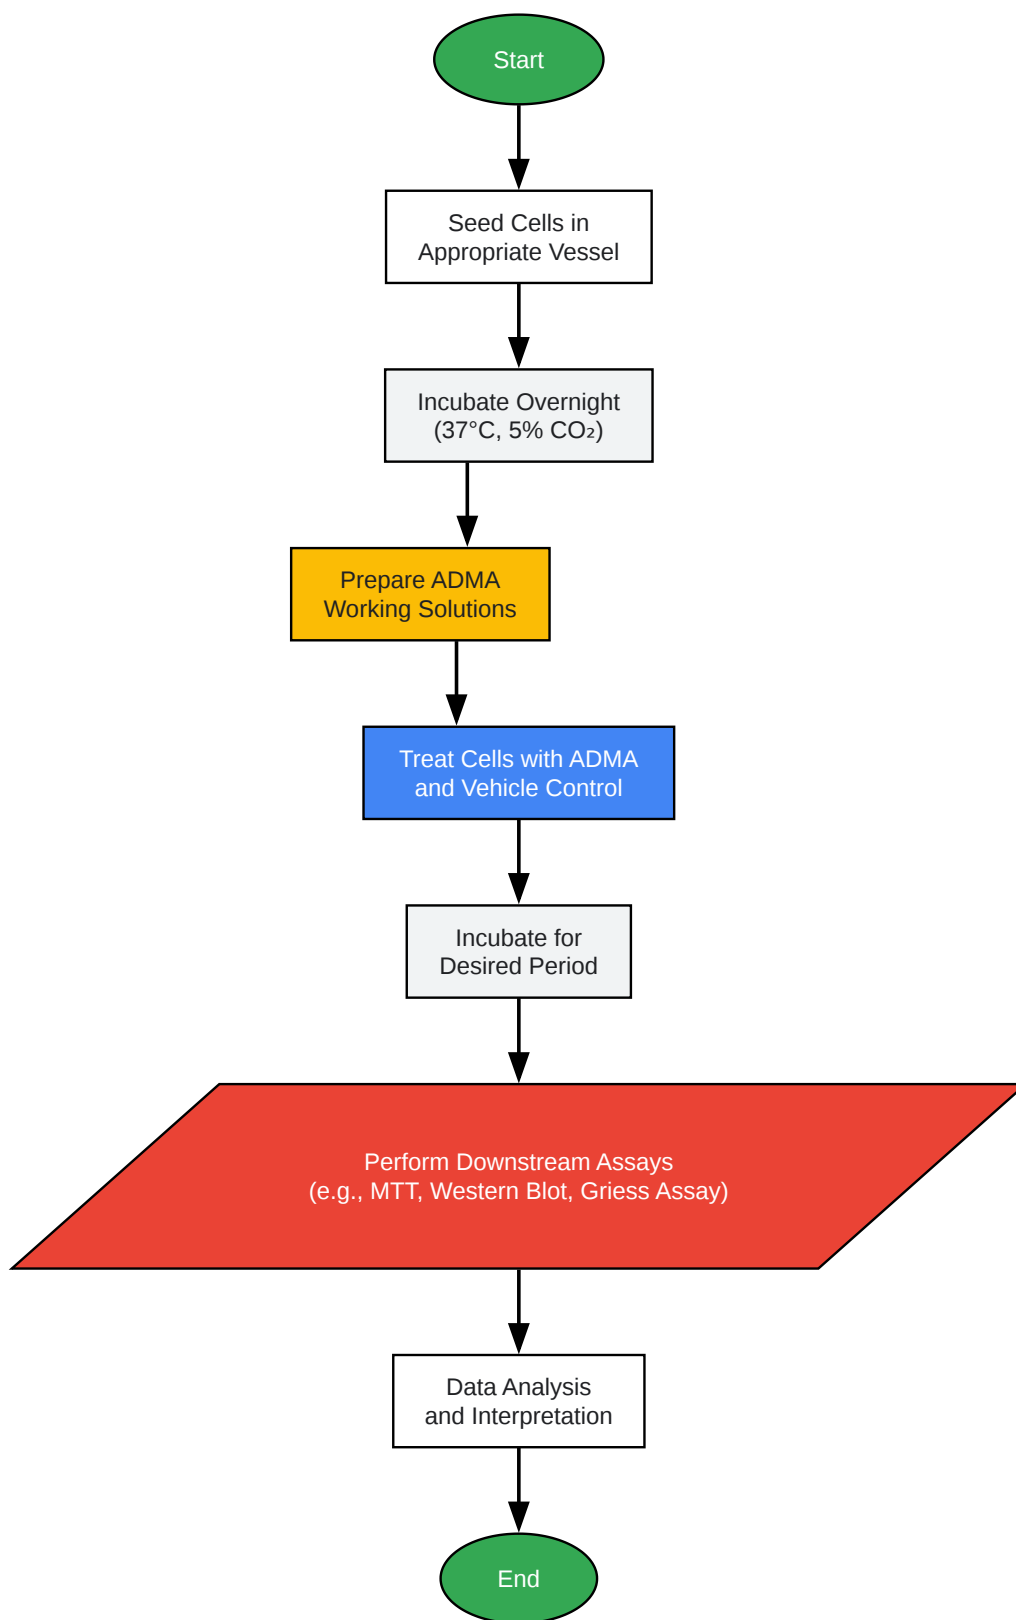 Start
Seed Cells in
Appropriate Vessel
Incubate Overnight
(37°C, 5% CO₂)
Prepare ADMA
Working Solutions
Treat Cells with ADMA
and Vehicle Control
Incubate for
Desired Period
Perform Downstream Assays
(e.g., MTT, Western Blot, Griess Assay)
Data Analysis
and Interpretation
End